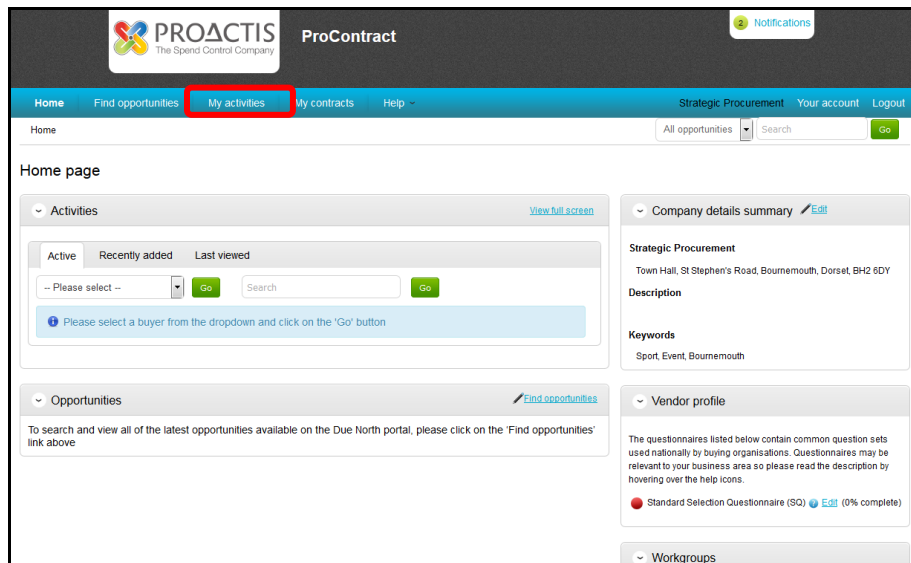 PROACTIS
The Spend Control Company
ProContract
2 Notifications
Home Find opportunities My activities My contracts Help
Strategic Procurement Your account Logout
Home
All opportunities Search Go
Home page
Activities View full screen
Active Recently added Last viewed
-- Please select -- Go Search Go
Please select a buyer from the dropdown and click on the 'Go' button
Opportunities Find opportunities
To search and view all of the latest opportunities available on the Due North portal, please click on the 'Find opportunities'
link above
Company details summary Edit
Strategic Procurement
Town Hall, St Stephen's Road, Bournemouth, Dorset, BH2 6DY
Description
Keywords
Sport, Event, Bournemouth
Vendor profile
The questionnaires listed below contain common question sets
used nationally by buying organisations. Questionnaires may be
relevant to your business area so please read the description by
hovering over the help icons.
Standard Selection Questionnaire (SQ) Edit (0% complete)
Workgroups